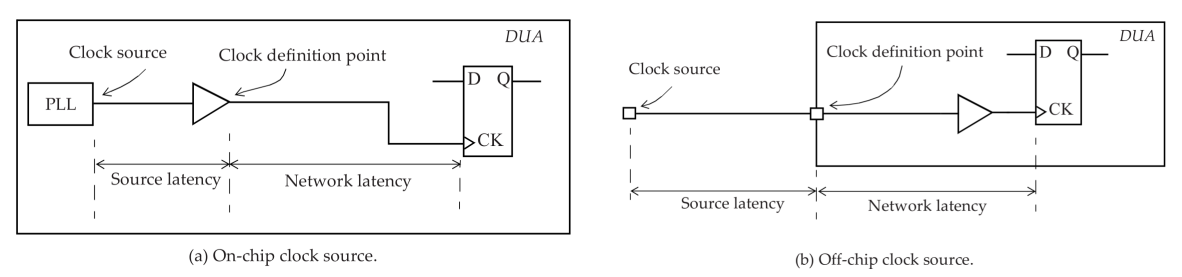 DUA
Clock source
Clock definition point
PLL
D Q
CK
Source latency
Network latency
(a) On-chip clock source.
DUA
Clock source
Clock definition point
D Q
CK
Source latency
Network latency
(b) Off-chip clock source.